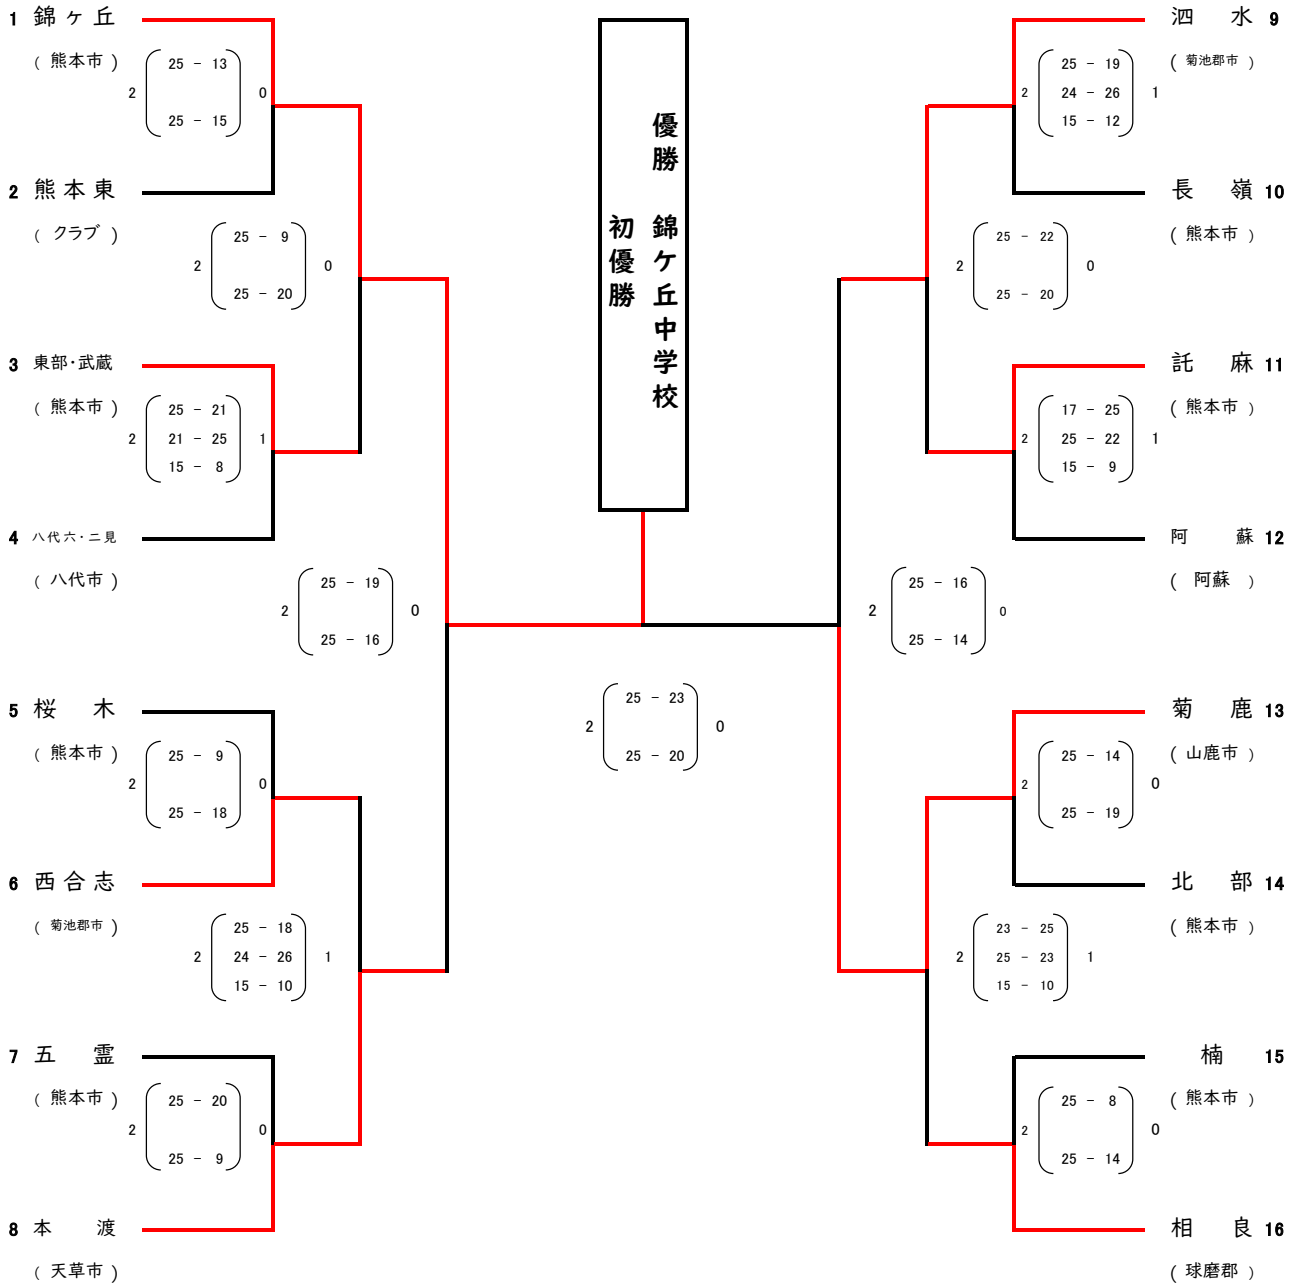 1 錦ヶ丘
( 熊本市 )
25 - 13
2 0
25 - 15
2 熊本東
( クラブ )
25 - 9
2 0
25 - 20
3 東部・武蔵
( 熊本市 )
25 - 21
2 21 - 25 1
15 - 8
4 八代六・二見
( 八代市 )
25 - 19
2 0
25 - 16
5 桜木
( 熊本市 )
25 - 9
2 0
25 - 18
6 西合志
( 菊池郡市 )
25 - 18
2 24 - 26 1
15 - 10
7 五霊
( 熊本市 )
25 - 20
2 0
25 - 9
8 本渡
( 天草市 )
優勝 錦ケ丘中学校
初優勝
25 - 23
2 0
25 - 20
泗水 9
( 菊池郡市 )
25 - 19
2 24 - 26 1
15 - 12
長嶺 10
( 熊本市 )
25 - 22
2 0
25 - 20
託麻 11
( 熊本市 )
17 - 25
2 25 - 22 1
15 - 9
阿蘇 12
( 阿蘇 )
25 - 16
2 0
25 - 14
菊鹿 13
( 山鹿市 )
25 - 14
2 0
25 - 19
北部 14
( 熊本市 )
23 - 25
2 25 - 23 1
15 - 10
楠 15
( 熊本市 )
25 - 8
2 0
25 - 14
相良 16
( 球磨郡 )